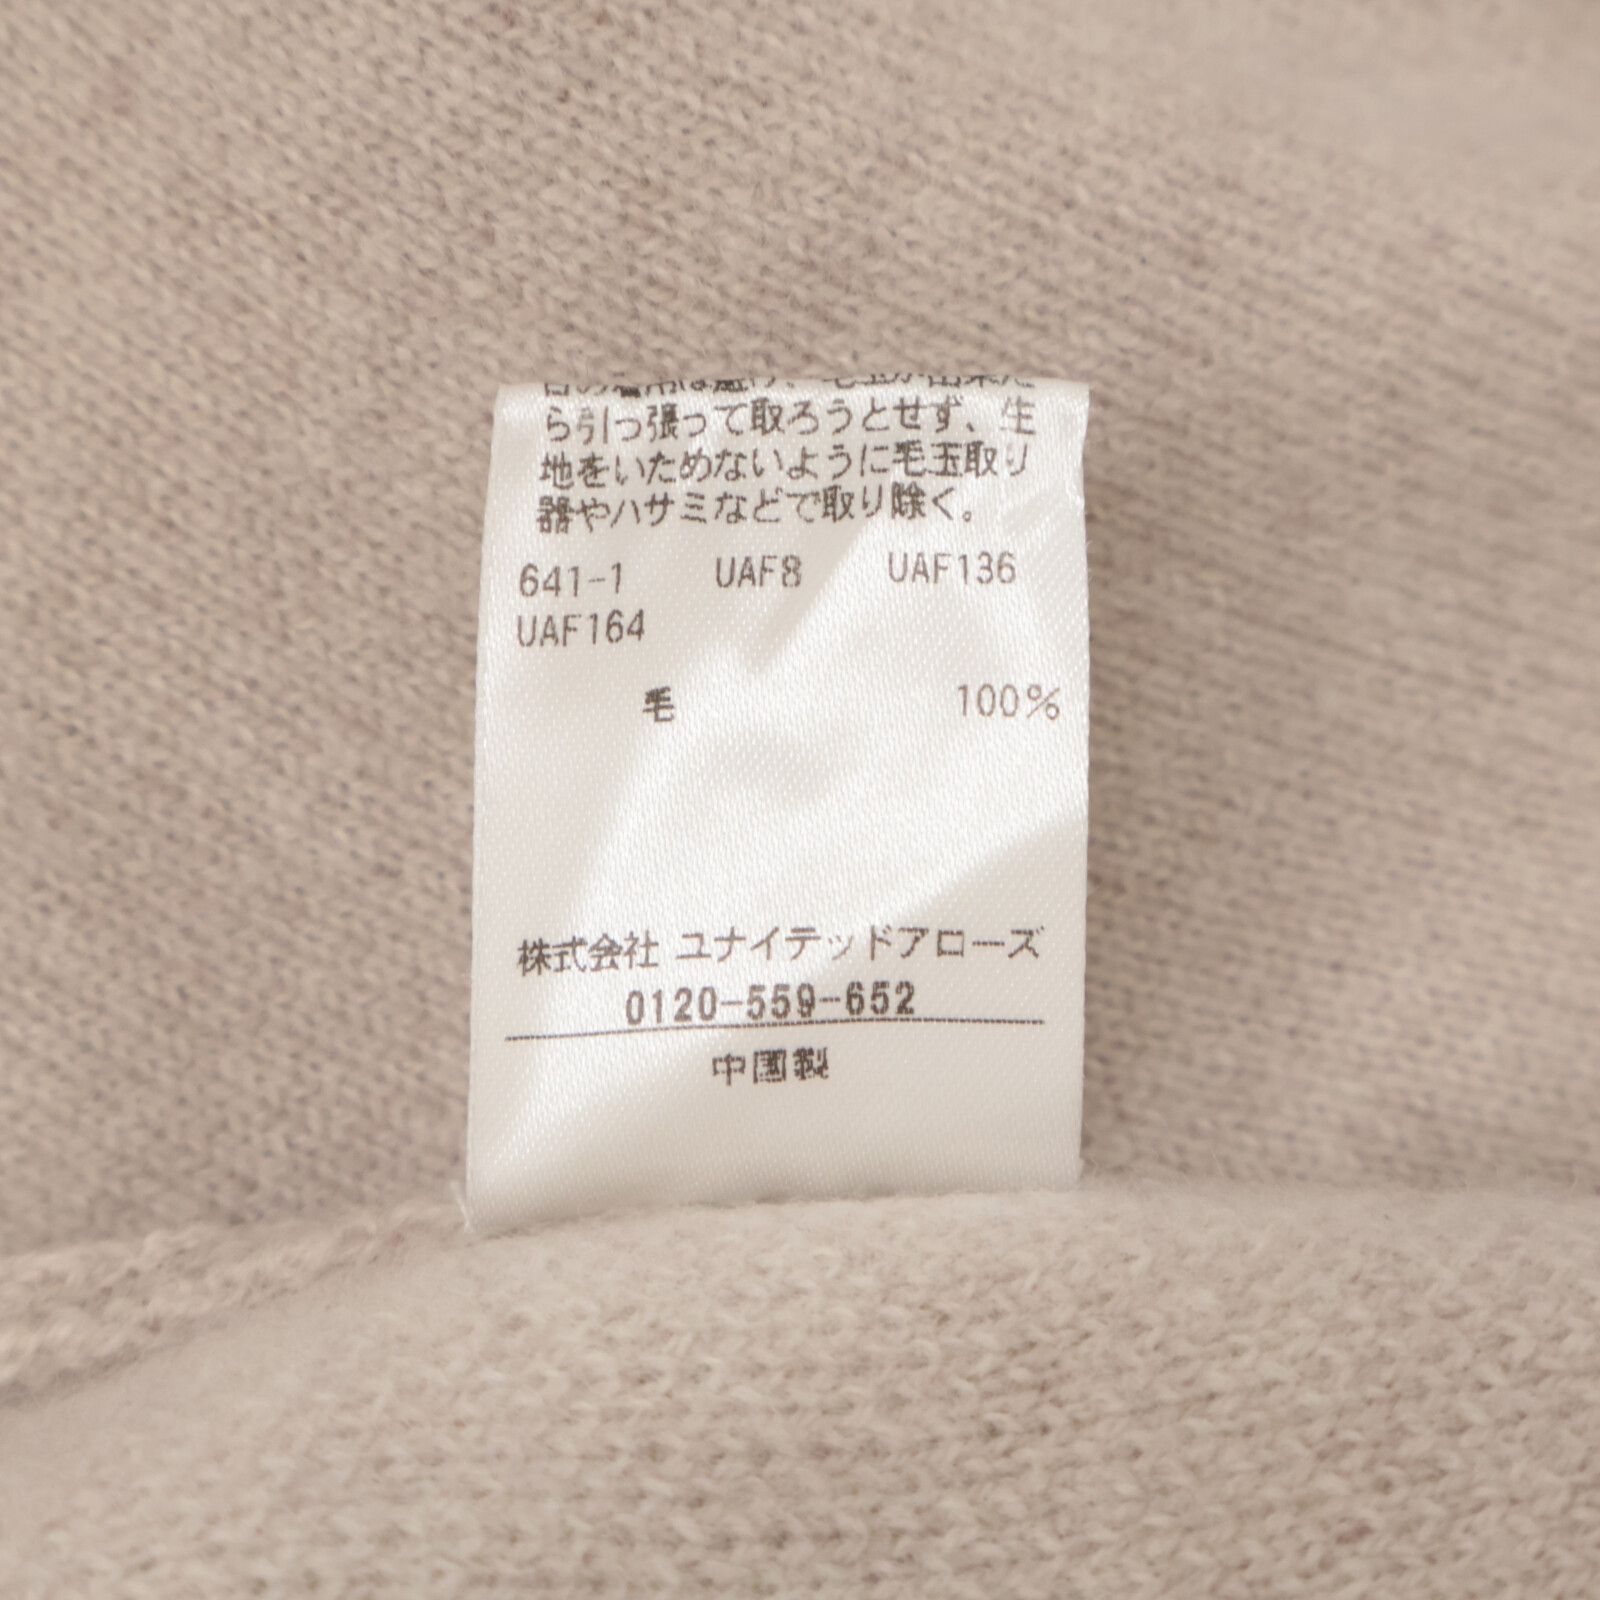 ら引っ張って取ろうとせず、生
地をいためないように毛玉取り
器やハサミなどで取り除く。
641-1 UAF8 UAF136
UAF164
毛 100%
株式会社 ユナイテッドアローズ
0120-559-652
中国製